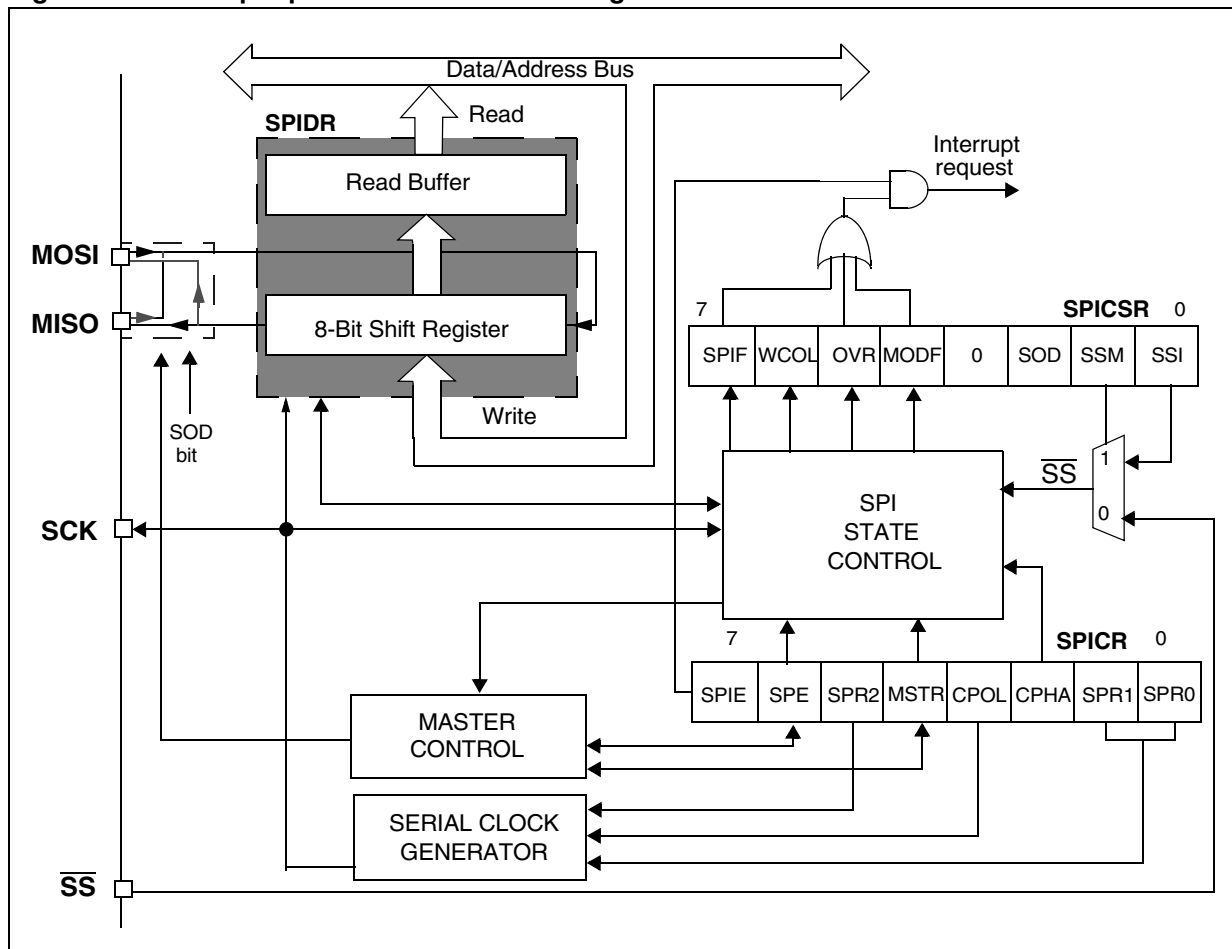 Data/Address Bus
SPIDR
Read
Read Buffer
Interrupt
request
MOSI
MISO
8-Bit Shift Register
7 SPICSR 0
SPIF WCOL OVR MODF 0 SOD SSM SSI
Write
SOD
bit
SS
1
0
SCK
SPI
STATE
CONTROL
7 SPICR 0
SPIE SPE SPR2 MSTR CPOL CPHA SPR1 SPR0
MASTER
CONTROL
SERIAL CLOCK
GENERATOR
SS